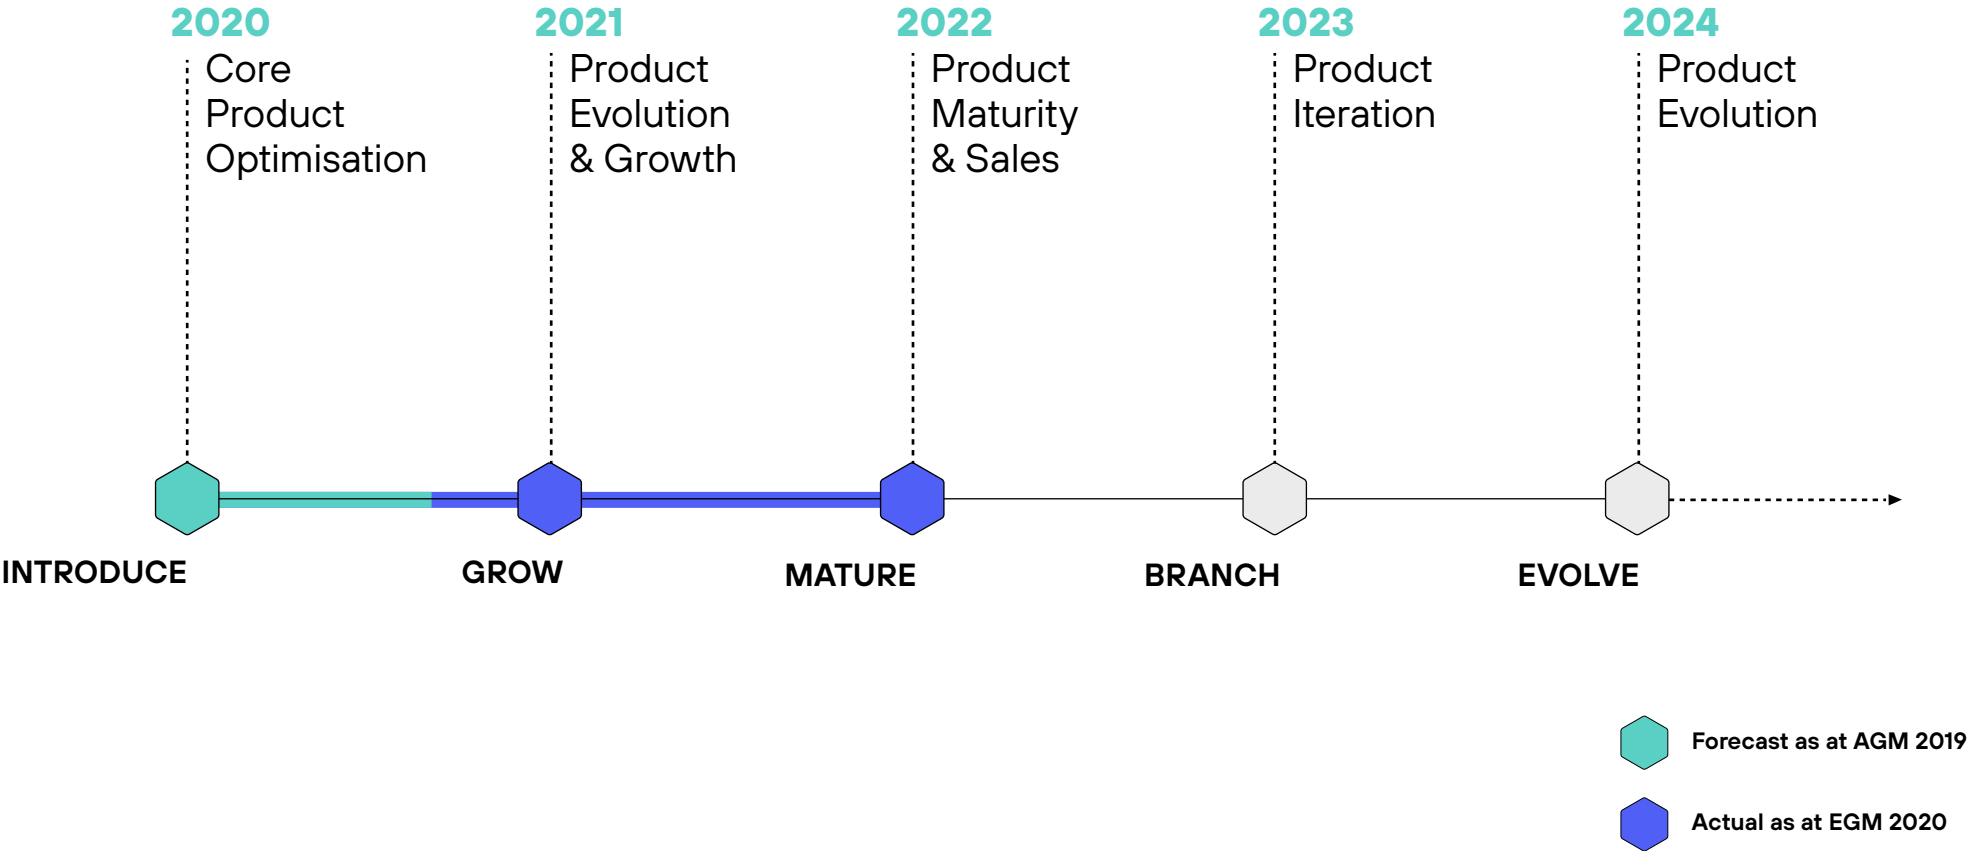 2020
Core
Product
Optimisation
2021
Product
Evolution
& Growth
2022
Product
Maturity
& Sales
2023
Product
Iteration
2024
Product
Evolution
INTRODUCE
GROW
MATURE
BRANCH
EVOLVE
Forecast as at AGM 2019
Actual as at EGM 2020